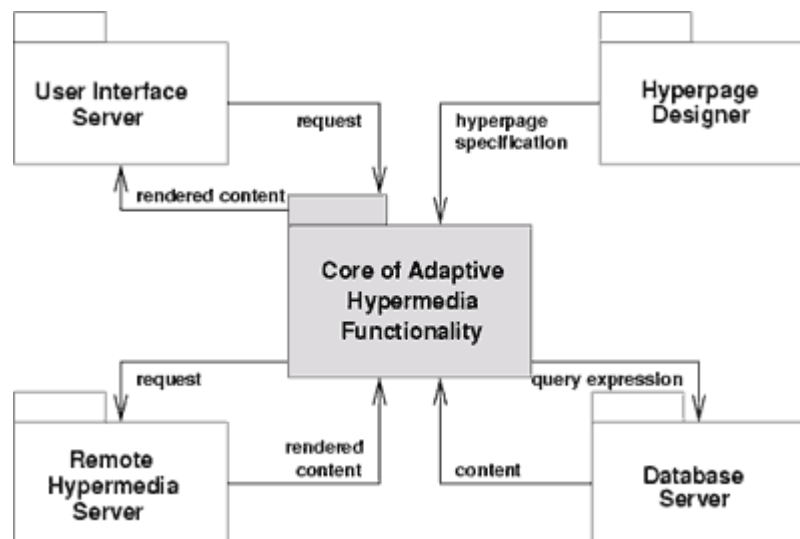 User Interface
Server
request
rendered content
hyperpage
specification
Hyperpage
Designer
Core of Adaptive
Hypermedia
Functionality
request
Remote
Hypermedia
Server
rendered
content
query expression
content
Database
Server